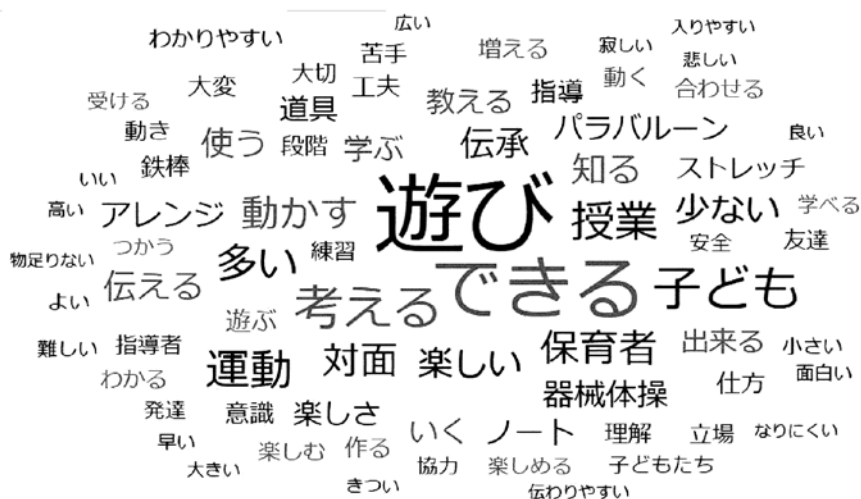 広い
入りやすい
わかりやすい
苦手
増える
寂しい
悲しい
大変
大切
工夫
教える
指導
動く
合わせる
受ける
道具
動き
使う
段階
学ぶ
伝承
パラバルーン
良い
いい
鉄棒
遊び
知る
ストレッチ
高い
アレンジ
動かす
授業
少ない
学べる
物足りない
つかう
多い
練習
安全
友達
よい
伝える
遊ぶ
考える
できる
子ども
難しい
指導者
運動
対面
楽しい
保育者
出来る
小さい
わかる
器械体操
仕方
面白い
発達
意識
楽しさ
いく
ノート
理解
立場
なりにくい
早い
大きい
楽しむ
作る
協力
楽しめる
子どもたち
きつい
伝わりやすい